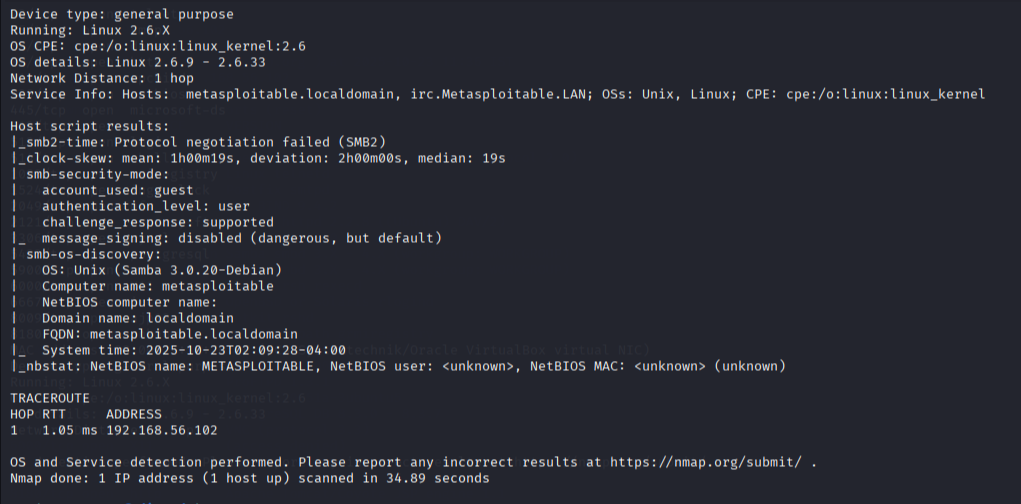 Device type: general purpose
Running: Linux 2.6.X
OS CPE: cpe:/o:linux:linux_kernel:2.6
OS details: Linux 2.6.9 - 2.6.33
Network Distance: 1 hop
Service Info: Hosts:  metasploitable.localdomain, irc.Metasploitable.LAN; OSs: Unix, Linux; CPE: cpe:/o:linux:linux_kernel

Host script results:
|_smb2-time: Protocol negotiation failed (SMB2)
|_clock-skew: mean: 1h00m19s, deviation: 2h00m00s, median: 19s
| smb-security-mode:
|   account_used: guest
|   authentication_level: user
|   challenge_response: supported
|_  message_signing: disabled (dangerous, but default)
| smb-os-discovery:
|   OS: Unix (Samba 3.0.20-Debian)
|   Computer name: metasploitable
|   NetBIOS computer name:
|   Domain name: localdomain
|   FQDN: metasploitable.localdomain
|_  System time: 2025-10-23T02:09:28-04:00
|_nbstat: NetBIOS name: METASPLOITABLE, NetBIOS user: <unknown>, NetBIOS MAC: <unknown> (unknown)

TRACEROUTE
HOP RTT     ADDRESS
1   1.05 ms 192.168.56.102

OS and Service detection performed. Please report any incorrect results at https://nmap.org/submit/ .
Nmap done: 1 IP address (1 host up) scanned in 34.89 seconds